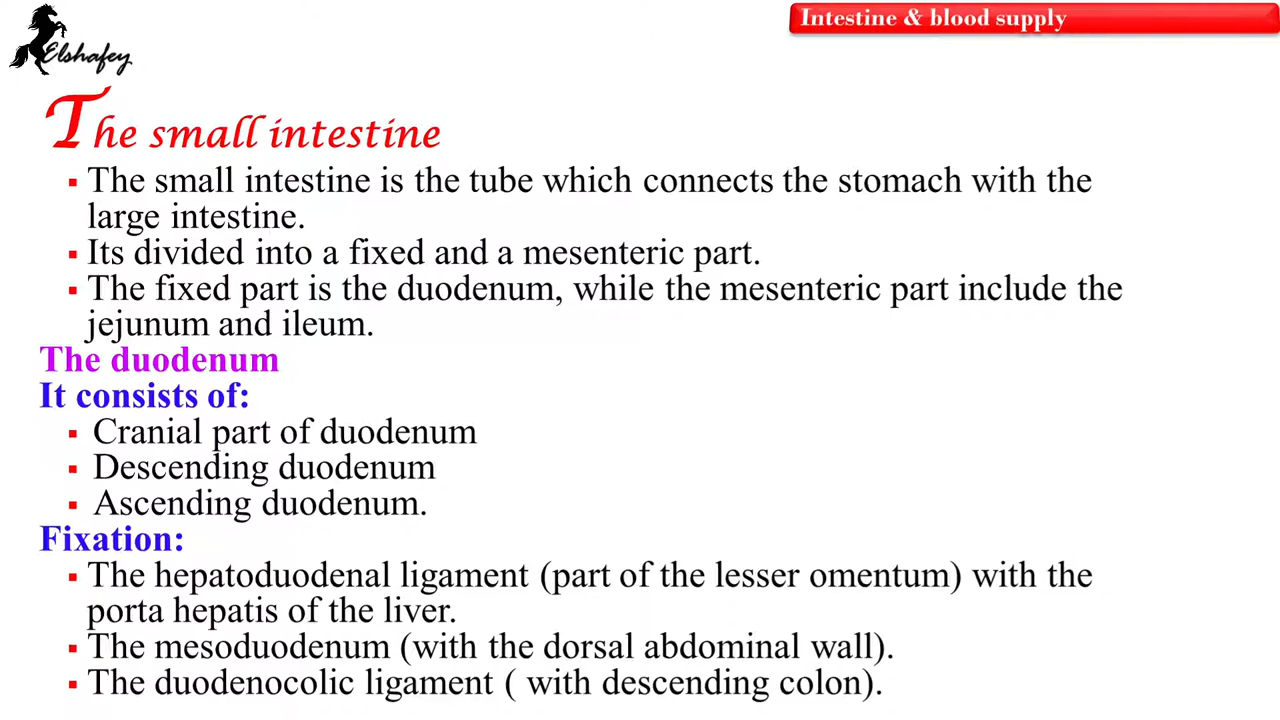 Intestine & blood supply
Elshafey
The small intestine
▪ The small intestine is the tube which connects the stomach with the
large intestine.
▪ Its divided into a fixed and a mesenteric part.
▪ The fixed part is the duodenum, while the mesenteric part include the
jejunum and ileum.
The duodenum
It consists of:
▪ Cranial part of duodenum
▪ Descending duodenum
▪ Ascending duodenum.
Fixation:
▪ The hepatoduodenal ligament (part of the lesser omentum) with the
porta hepatis of the liver.
▪ The mesoduodenum (with the dorsal abdominal wall).
▪ The duodenocolic ligament ( with descending colon).